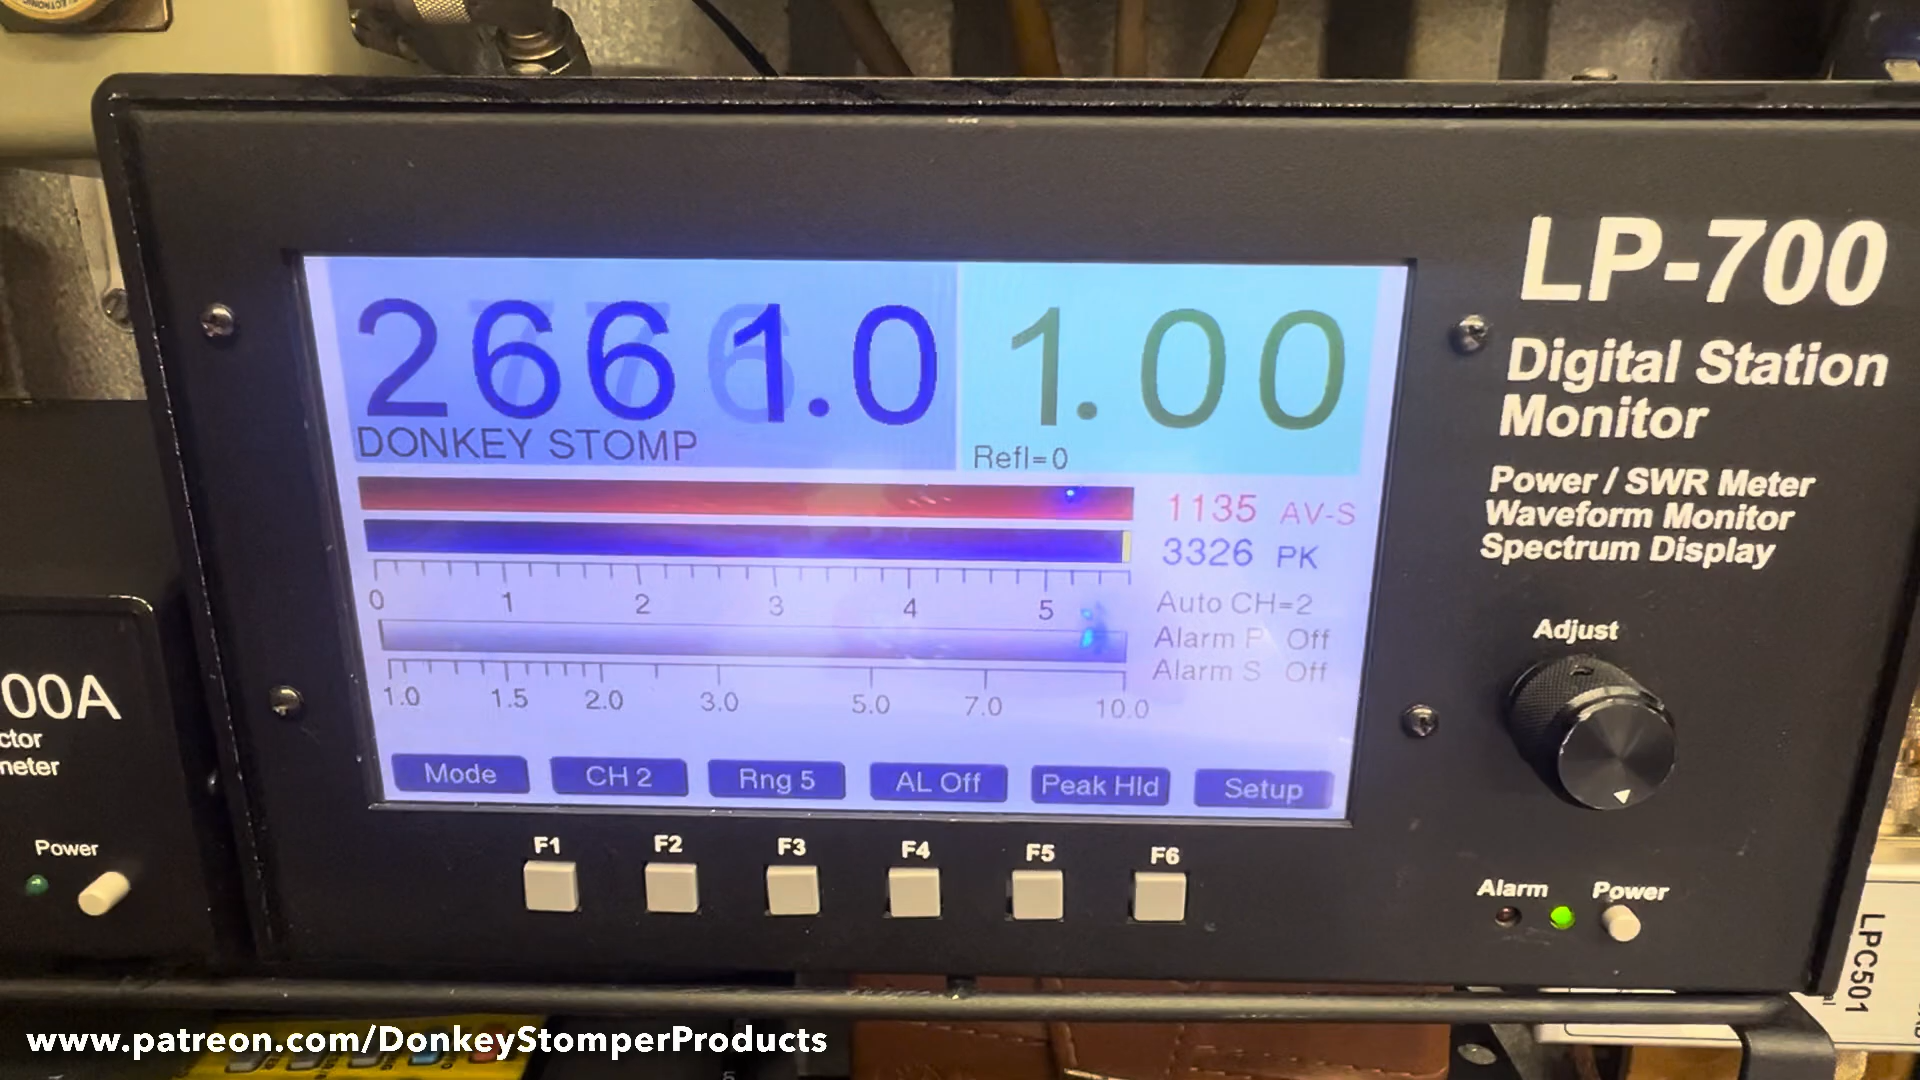 LP-700
Digital Station
Monitor
Power / SWR Meter
Waveform Monitor
Spectrum Display
2661.0
DONKEY STOMP
1.00
Refl=0
1135 AV-S
3326 PK
0 1 2 3 4 5
Auto CH=2
Alarm P Off
Alarm S Off
1.0 1.5 2.0 3.0 5.0 7.0 10.0
Mode CH 2 Rng 5 AL Off Peak Hld Setup
F1 F2 F3 F4 F5 F6
Adjust
Alarm Power
00A
ctor
meter
Power
LPC501
www.patreon.com/DonkeyStomperProducts